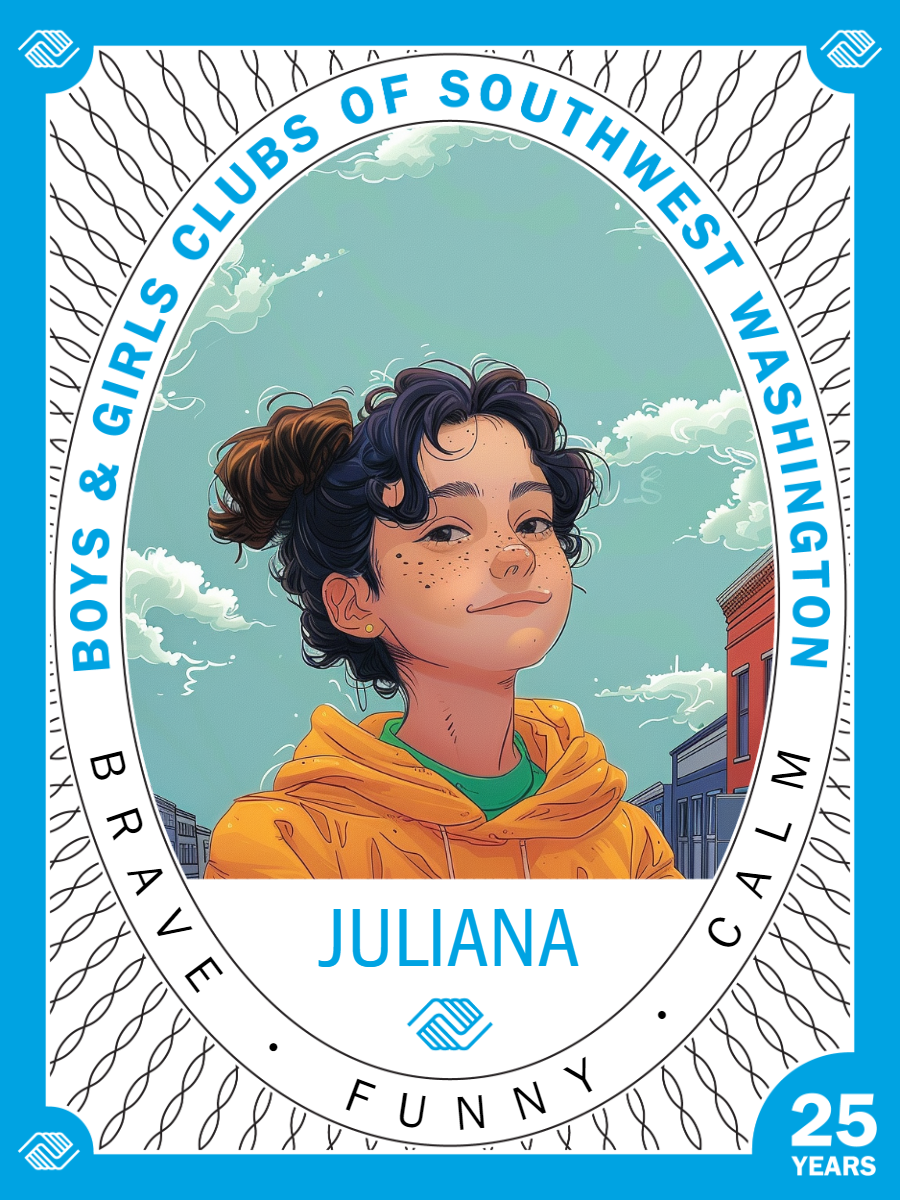 BOYS & GIRLS CLUBS OF SOUTHWEST WASHINGTON
JULIANA
BRAVE • FUNNY • CALM
25
YEARS